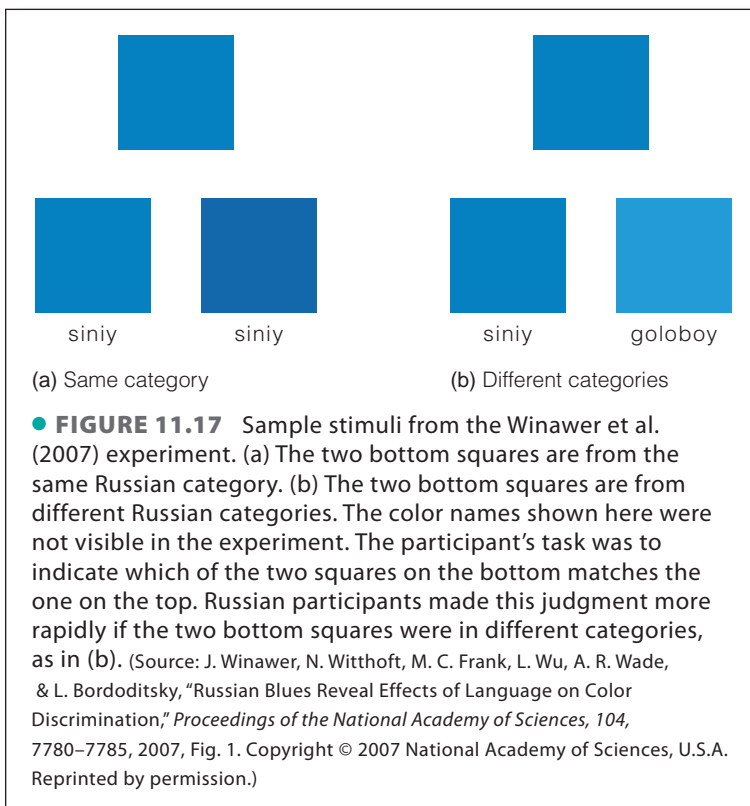 siniy siniy siniy goloboy
(a) Same category (b) Different categories
● FIGURE 11.17 Sample stimuli from the Winawer et al.
(2007) experiment. (a) The two bottom squares are from the
same Russian category. (b) The two bottom squares are from
different Russian categories. The color names shown here were
not visible in the experiment. The participant’s task was to
indicate which of the two squares on the bottom matches the
one on the top. Russian participants made this judgment more
rapidly if the two bottom squares were in different categories,
as in (b). (Source: J. Winawer, N. Witthoft, M. C. Frank, L. Wu, A. R. Wade,
& L. Bordoditsky, “Russian Blues Reveal Effects of Language on Color
Discrimination,” Proceedings of the National Academy of Sciences, 104,
7780–7785, 2007, Fig. 1. Copyright © 2007 National Academy of Sciences, U.S.A.
Reprinted by permission.)